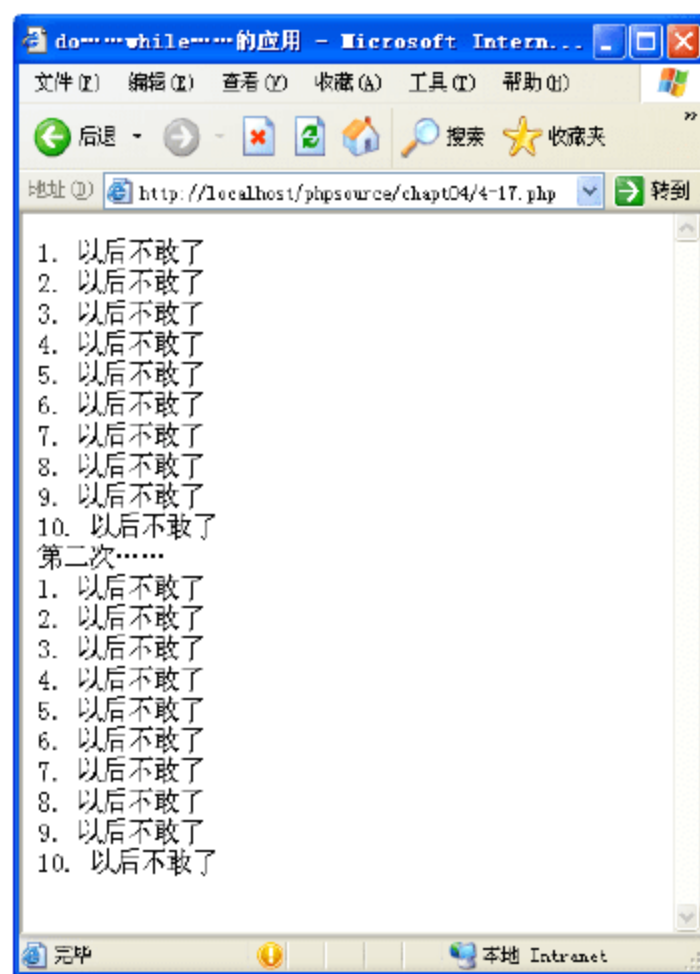 do……while……的应用 - Microsoft Intern...
文件(F) 编辑(E) 查看(V) 收藏(A) 工具(T) 帮助(H)
后退 搜索 收藏夹 »
地址(D) http://localhost/phpsource/chapt04/4-17.php 转到
1. 以后不敢了
2. 以后不敢了
3. 以后不敢了
4. 以后不敢了
5. 以后不敢了
6. 以后不敢了
7. 以后不敢了
8. 以后不敢了
9. 以后不敢了
10. 以后不敢了
第二次……
1. 以后不敢了
2. 以后不敢了
3. 以后不敢了
4. 以后不敢了
5. 以后不敢了
6. 以后不敢了
7. 以后不敢了
8. 以后不敢了
9. 以后不敢了
10. 以后不敢了
完毕 本地 Intranet